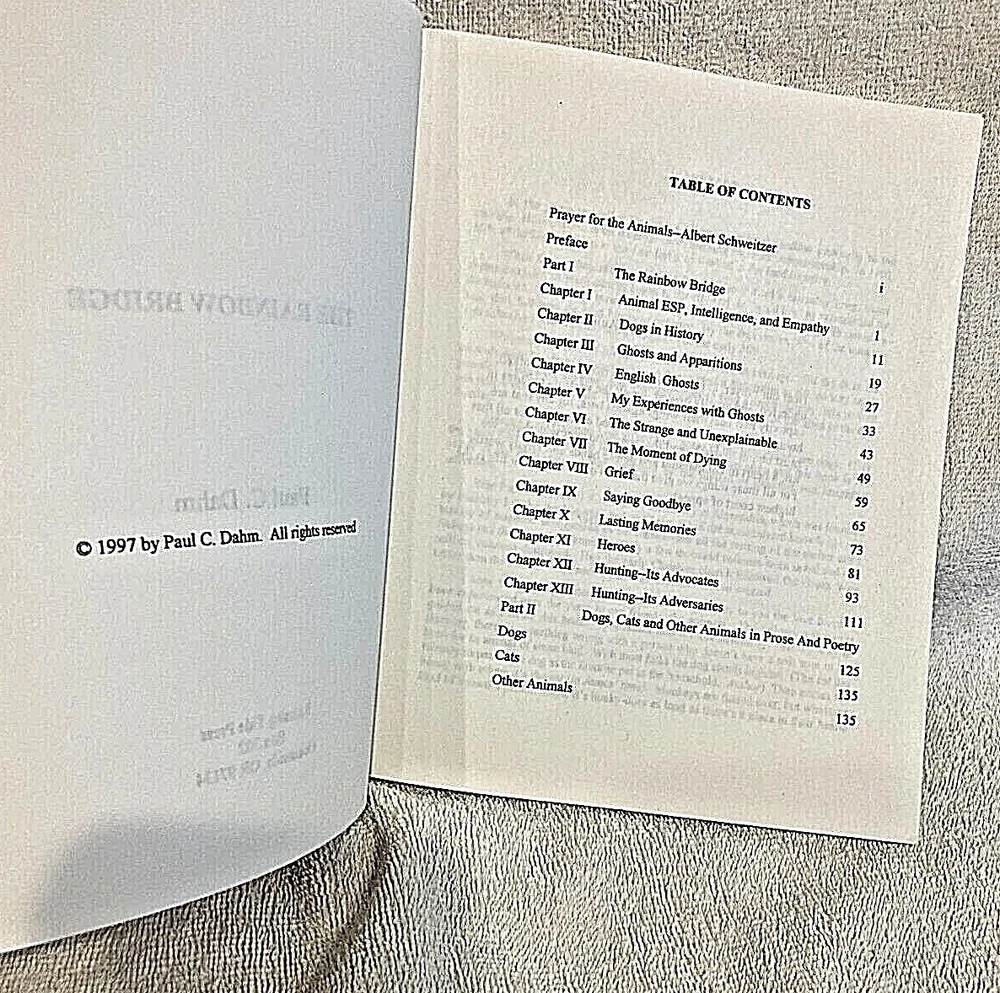 © 1997 by Paul C. Dahm. All rights reserved
TABLE OF CONTENTS
Prayer for the Animals–Albert Schweitzer
Preface i
Part I The Rainbow Bridge
Chapter I Animal ESP, Intelligence, and Empathy 1
Chapter II Dogs in History 11
Chapter III Ghosts and Apparitions 19
Chapter IV English Ghosts 27
Chapter V My Experiences with Ghosts 33
Chapter VI The Strange and Unexplainable 43
Chapter VII The Moment of Dying 49
Chapter VIII Grief 59
Chapter IX Saying Goodbye 65
Chapter X Lasting Memories 73
Chapter XI Heroes 81
Chapter XII Hunting–Its Advocates 93
Chapter XIII Hunting–Its Adversaries 111
Part II Dogs, Cats and Other Animals in Prose And Poetry
Dogs 125
Cats 135
Other Animals 135